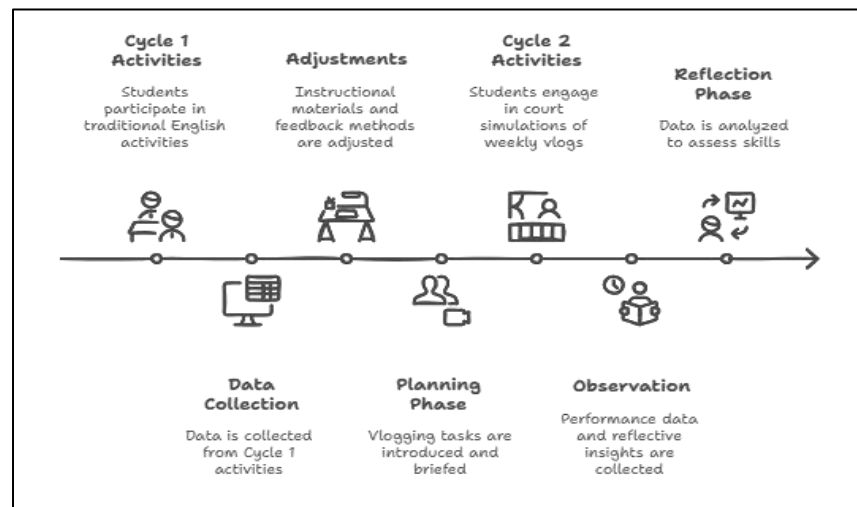 Cycle 1
Activities
Students
participate in
traditional English
activities
Data
Collection
Data is collected
from Cycle 1
activities
Adjustments
Instructional
materials and
feedback methods
are adjusted
Planning
Phase
Vlogging tasks are
introduced and
briefed
Cycle 2
Activities
Students engage
in court
simulations of
weekly vlogs
Observation
Performance data
and reflective
insights are
collected
Reflection
Phase
Data is analyzed
to assess skills